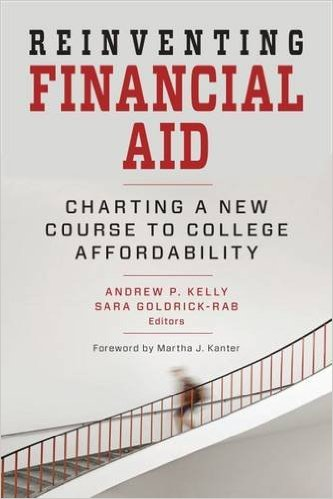 REINVENTING
FINANCIAL
AID
CHARTING A NEW
COURSE TO COLLEGE
AFFORDABILITY
ANDREW P. KELLY
SARA GOLDRICK-RAB
Editors
Foreword by Martha J. Kanter